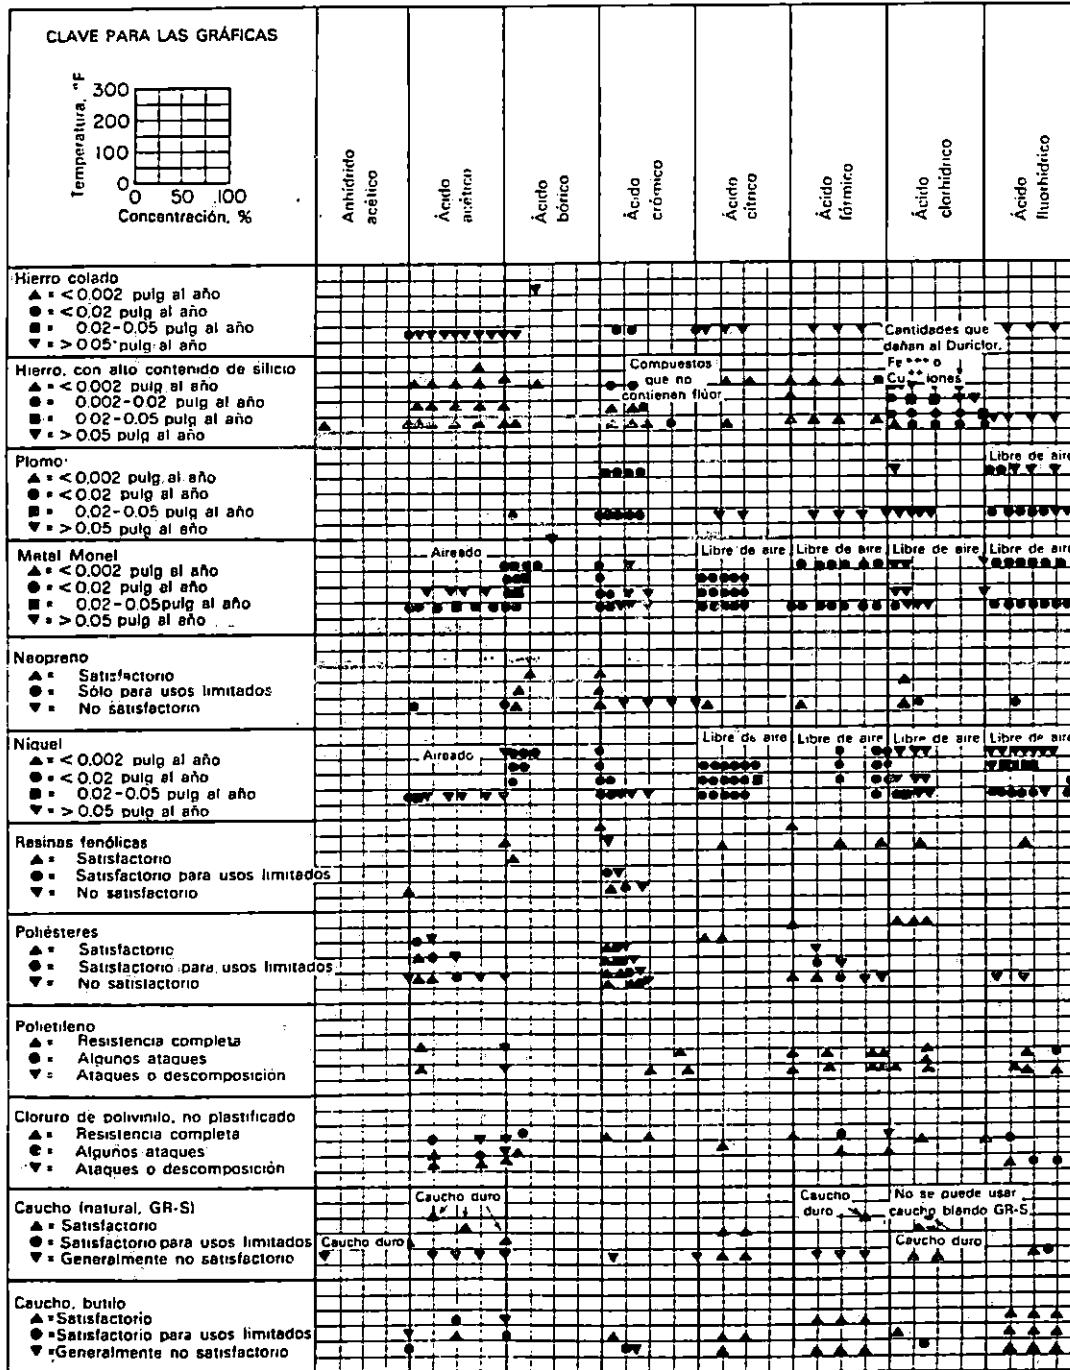 CLAVE PARA LAS GRÁFICAS
Temperatura, °F
300
200
100
0
0 50 100
Concentración, %
Anhídrido acético
Ácido acético
Ácido bórico
Ácido crómico
Ácido cítrico
Ácido fórmico
Ácido clorhídrico
Ácido fluorhídrico
Hierro colado
▲ = < 0.002 pulg al año
● = < 0.02 pulg al año
■ = 0.02-0.05 pulg al año
▼ = > 0.05 pulg al año
Cantidades que
dañan al Durictor,
Fe+++ o
Cu++ iones
Hierro, con alto contenido de silicio
▲ = < 0.002 pulg al año
● = 0.002-0.02 pulg al año
■ = 0.02-0.05 pulg al año
▼ = > 0.05 pulg al año
Compuestos
que no
contienen flúor
Plomo
▲ = < 0.002 pulg al año
● = < 0.02 pulg al año
■ = 0.02-0.05 pulg al año
▼ = > 0.05 pulg al año
Libre de aire
Metal Monel
▲ = < 0.002 pulg al año
● = < 0.02 pulg al año
■ = 0.02-0.05 pulg al año
▼ = > 0.05 pulg al año
Aireado
Libre de aire
Libre de aire
Libre de aire
Libre de aire
Neopreno
▲ = Satisfactorio
● = Sólo para usos limitados
▼ = No satisfactorio
Níquel
▲ = < 0.002 pulg al año
● = < 0.02 pulg al año
■ = 0.02-0.05 pulg al año
▼ = > 0.05 pulg al año
Aireado
Libre de aire
Libre de aire
Libre de aire
Libre de aire
Resinas fenólicas
▲ = Satisfactorio
● = Satisfactorio para usos limitados
▼ = No satisfactorio
Poliésteres
▲ = Satisfactorio
● = Satisfactorio para usos limitados
▼ = No satisfactorio
Polietileno
▲ = Resistencia completa
● = Algunos ataques
▼ = Ataques o descomposición
Cloruro de polivinilo, no plastificado
▲ = Resistencia completa
● = Algunos ataques
▼ = Ataques o descomposición
Caucho (natural, GR-S)
▲ = Satisfactorio
● = Satisfactorio para usos limitados
▼ = Generalmente no satisfactorio
Caucho duro
Caucho duro
Caucho
duro
No se puede usar
caucho blando GR-S
Caucho duro
Caucho, butilo
▲ = Satisfactorio
● = Satisfactorio para usos limitados
▼ = Generalmente no satisfactorio